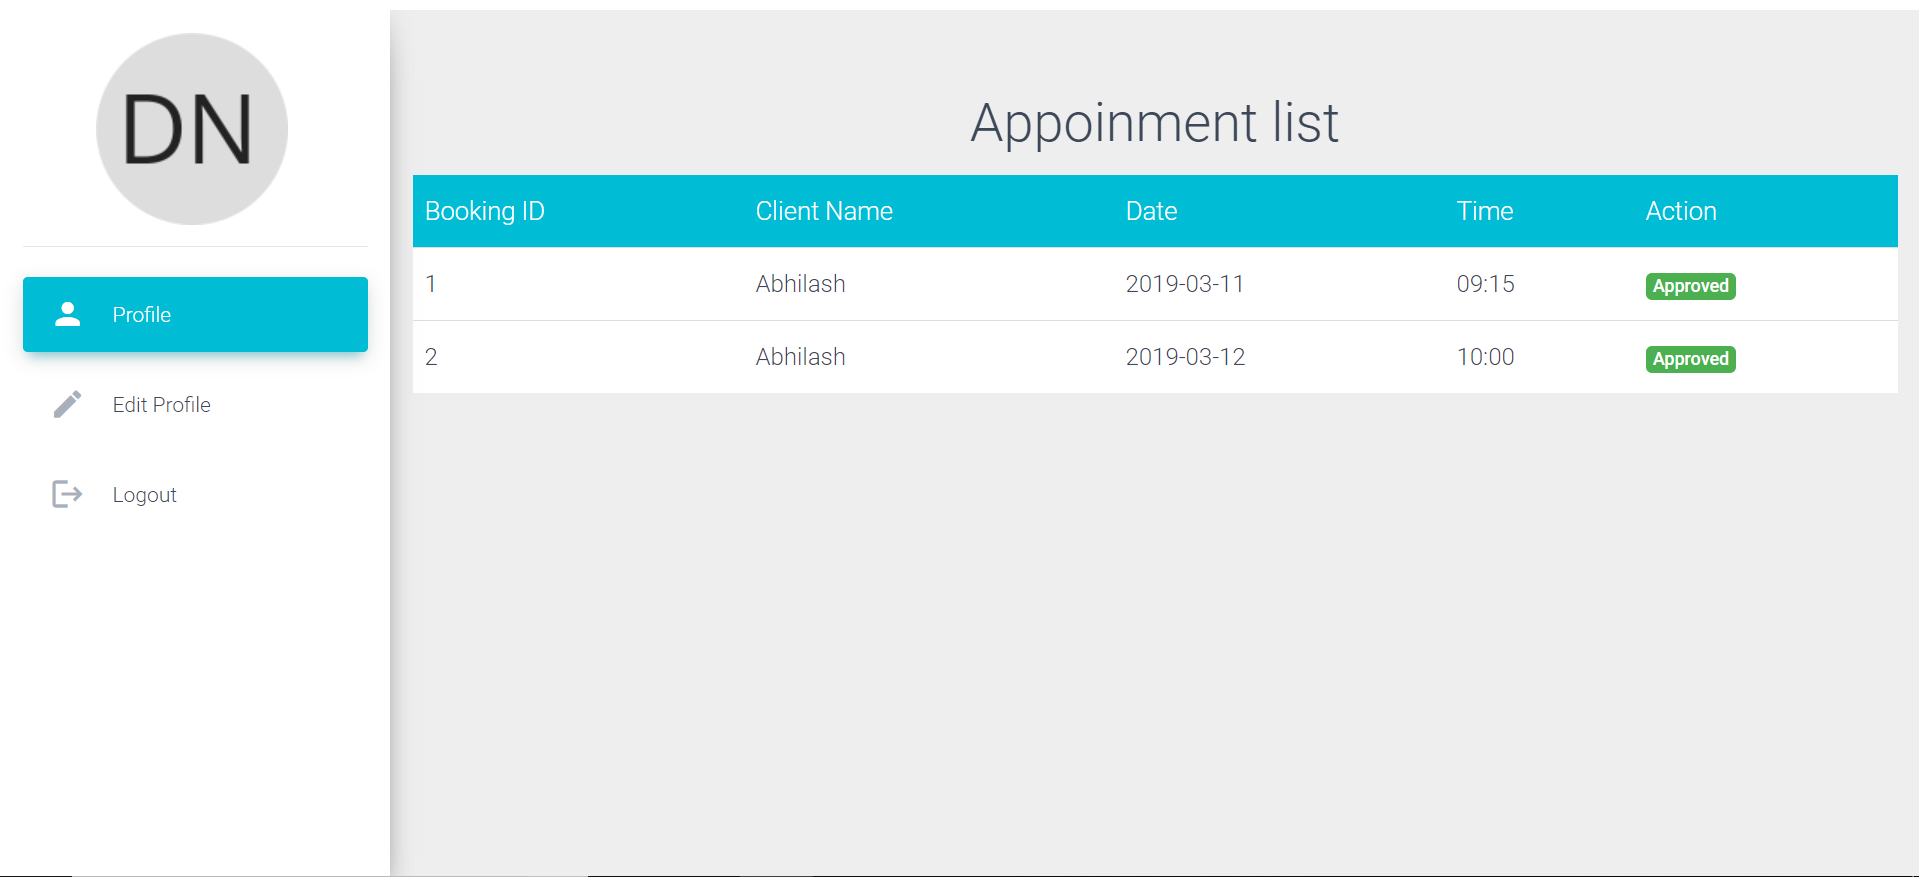 DN
Profile
Edit Profile
Logout
Appoinment list
Booking ID Client Name Date Time Action
1 Abhilash 2019-03-11 09:15 Approved
2 Abhilash 2019-03-12 10:00 Approved